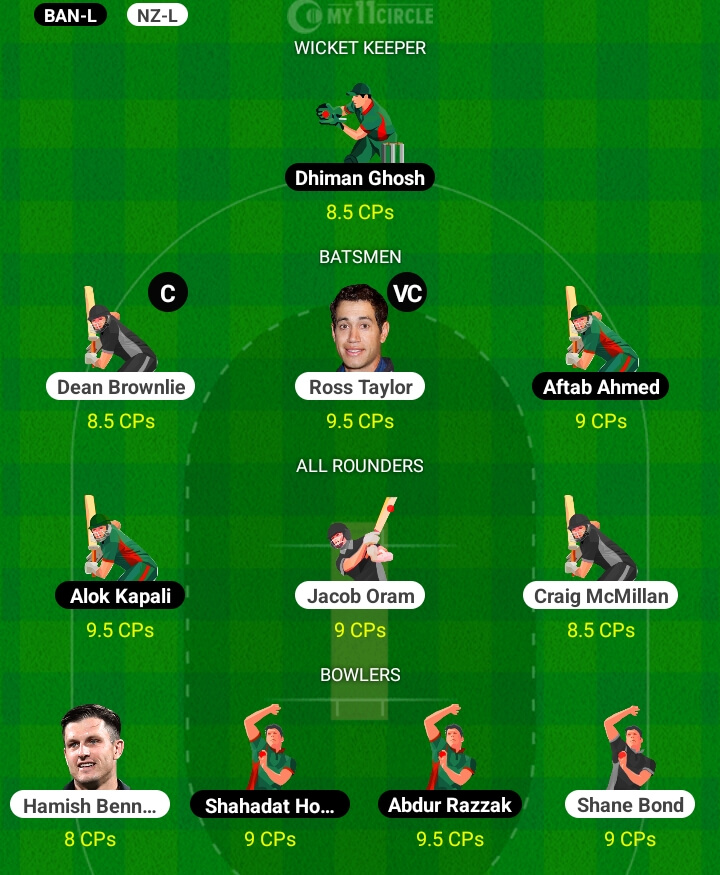 BAN-L NZ-L MY11CIRCLE
WICKET KEEPER
Dhiman Ghosh
8.5 CPs
BATSMEN
C VC
Dean Brownlie Ross Taylor Aftab Ahmed
8.5 CPs 9.5 CPs 9 CPs
ALL ROUNDERS
Alok Kapali Jacob Oram Craig McMillan
9.5 CPs 9 CPs 8.5 CPs
BOWLERS
Hamish Benn... Shahadat Ho... Abdur Razzak Shane Bond
8 CPs 9 CPs 9.5 CPs 9 CPs